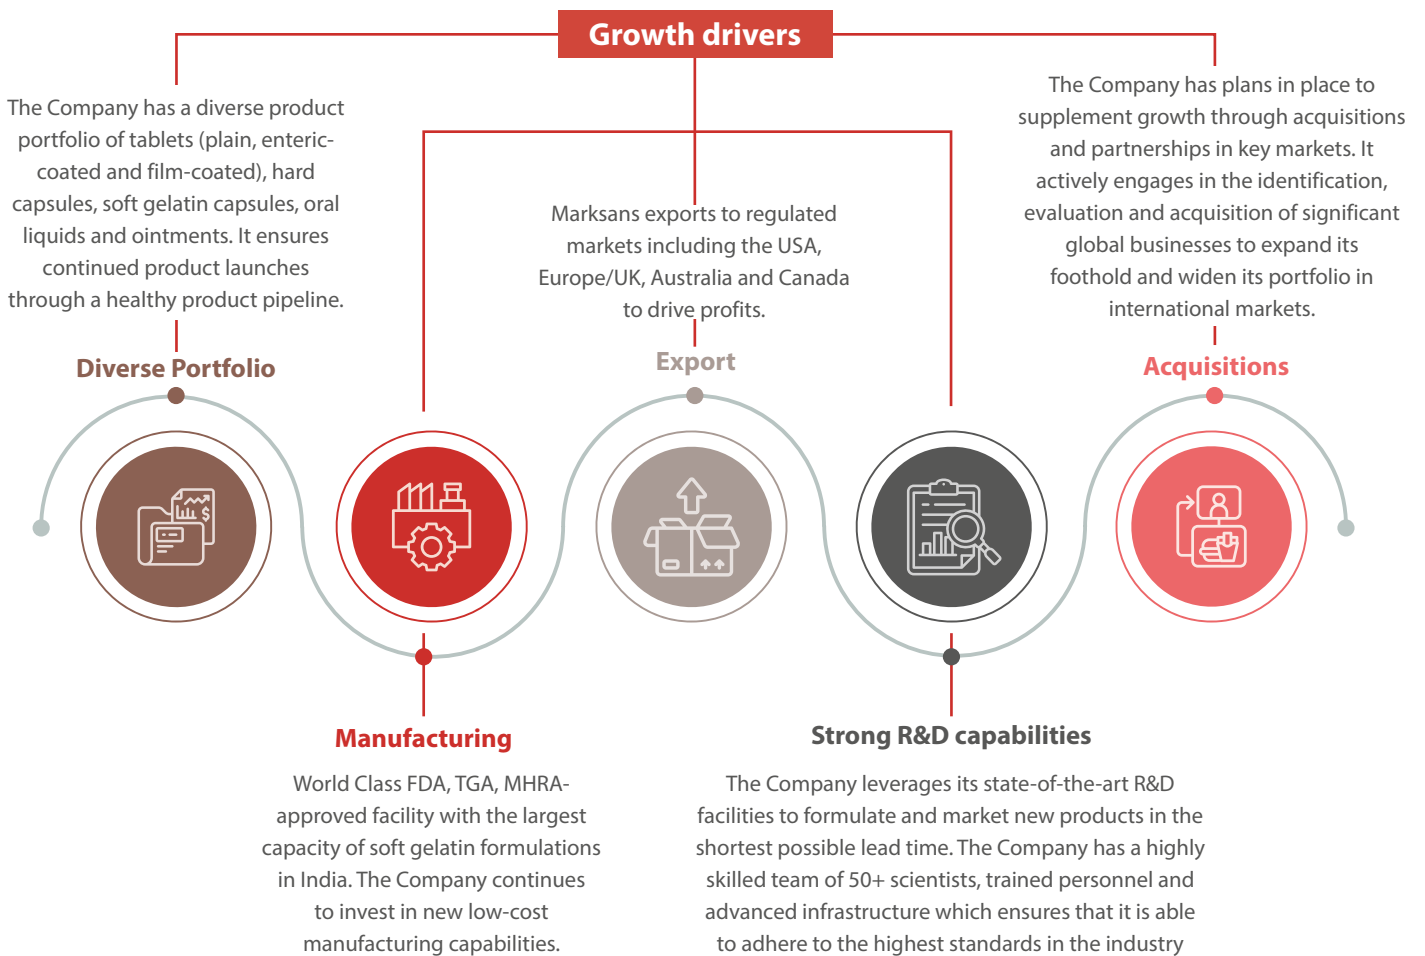 Growth drivers
The Company has a diverse product
portfolio of tablets (plain, enteric-
coated and film-coated), hard
capsules, soft gelatin capsules, oral
liquids and ointments. It ensures
continued product launches
through a healthy product pipeline.
Diverse Portfolio
Marksans exports to regulated
markets including the USA,
Europe/UK, Australia and Canada
to drive profits.
Export
The Company has plans in place to
supplement growth through acquisitions
and partnerships in key markets. It
actively engages in the identification,
evaluation and acquisition of significant
global businesses to expand its
foothold and widen its portfolio in
international markets.
Acquisitions
$
Manufacturing
World Class FDA, TGA, MHRA-
approved facility with the largest
capacity of soft gelatin formulations
in India. The Company continues
to invest in new low-cost
manufacturing capabilities.
Strong R&D capabilities
The Company leverages its state-of-the-art R&D
facilities to formulate and market new products in the
shortest possible lead time. The Company has a highly
skilled team of 50+ scientists, trained personnel and
advanced infrastructure which ensures that it is able
to adhere to the highest standards in the industry